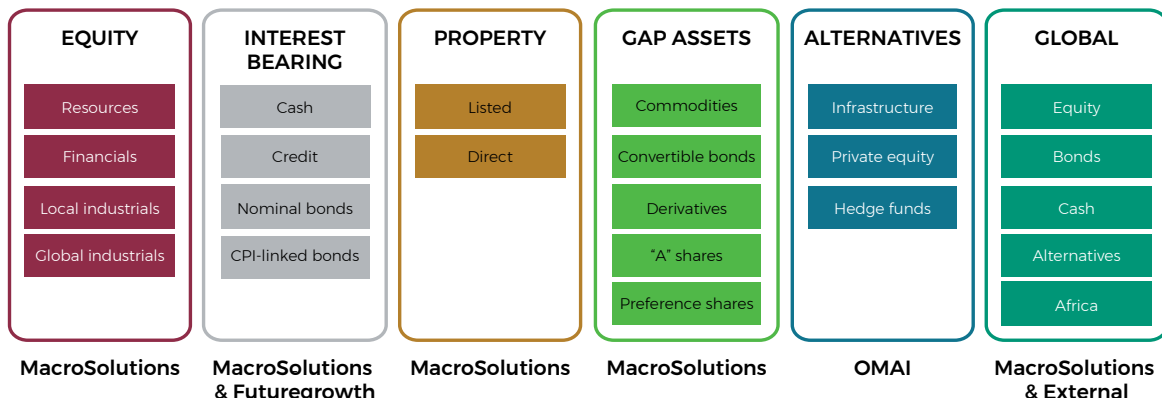 EQUITY
Resources
Financials
Local industrials
Global industrials
MacroSolutions
INTEREST
BEARING
Cash
Credit
Nominal bonds
CPI-linked bonds
MacroSolutions
& Futuregrowth
PROPERTY
Listed
Direct
MacroSolutions
GAP ASSETS
Commodities
Convertible bonds
Derivatives
“A” shares
Preference shares
MacroSolutions
ALTERNATIVES
Infrastructure
Private equity
Hedge funds
OMAI
GLOBAL
Equity
Bonds
Cash
Alternatives
Africa
MacroSolutions
& External